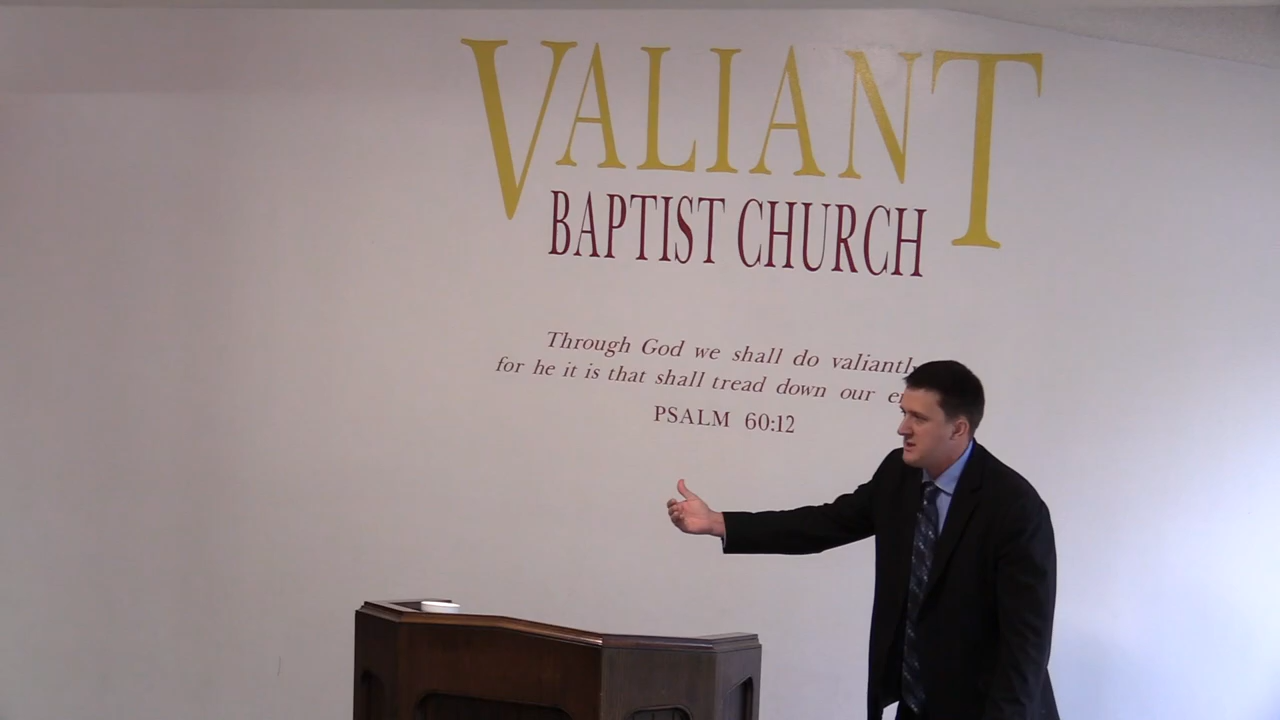 VALIANT
BAPTIST CHURCH
Through God we shall do valiantly
for he it is that shall tread down our
PSALM 60:12